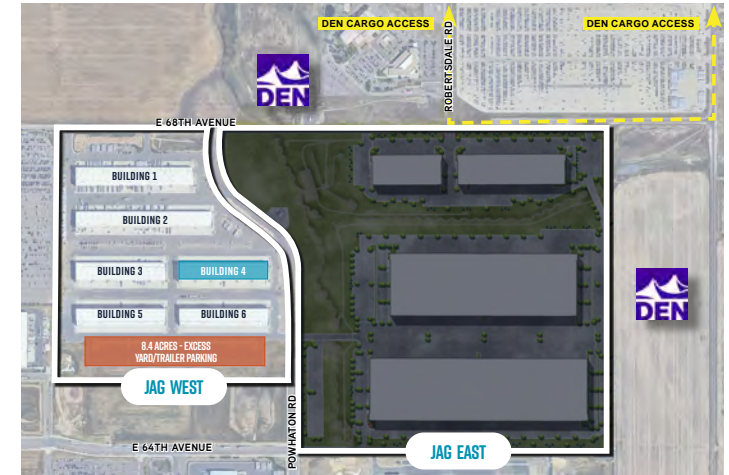 DEN CARGO ACCESS
DEN CARGO ACCESS
ROBERTSDALE RD
DEN
E 68TH AVENUE
BUILDING 1
BUILDING 2
BUILDING 3
BUILDING 4
BUILDING 5
BUILDING 6
8.4 ACRES - EXCESS
YARD/TRAILER PARKING
DEN
JAG WEST
POWHATON RD
E 64TH AVENUE
JAG EAST